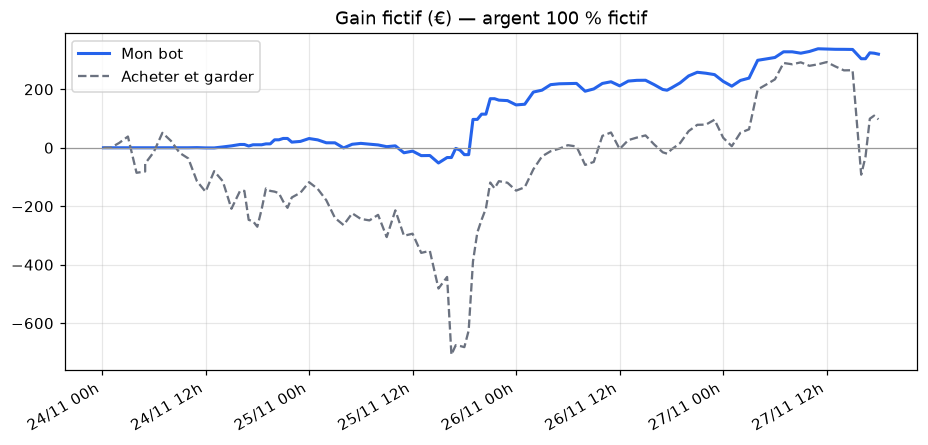 Gain fictif (€) — argent 100 % fictif
Mon bot
Acheter et garder
200
0
−200
−400
−600
24/11 00h
24/11 12h
25/11 00h
25/11 12h
26/11 00h
26/11 12h
27/11 00h
27/11 12h